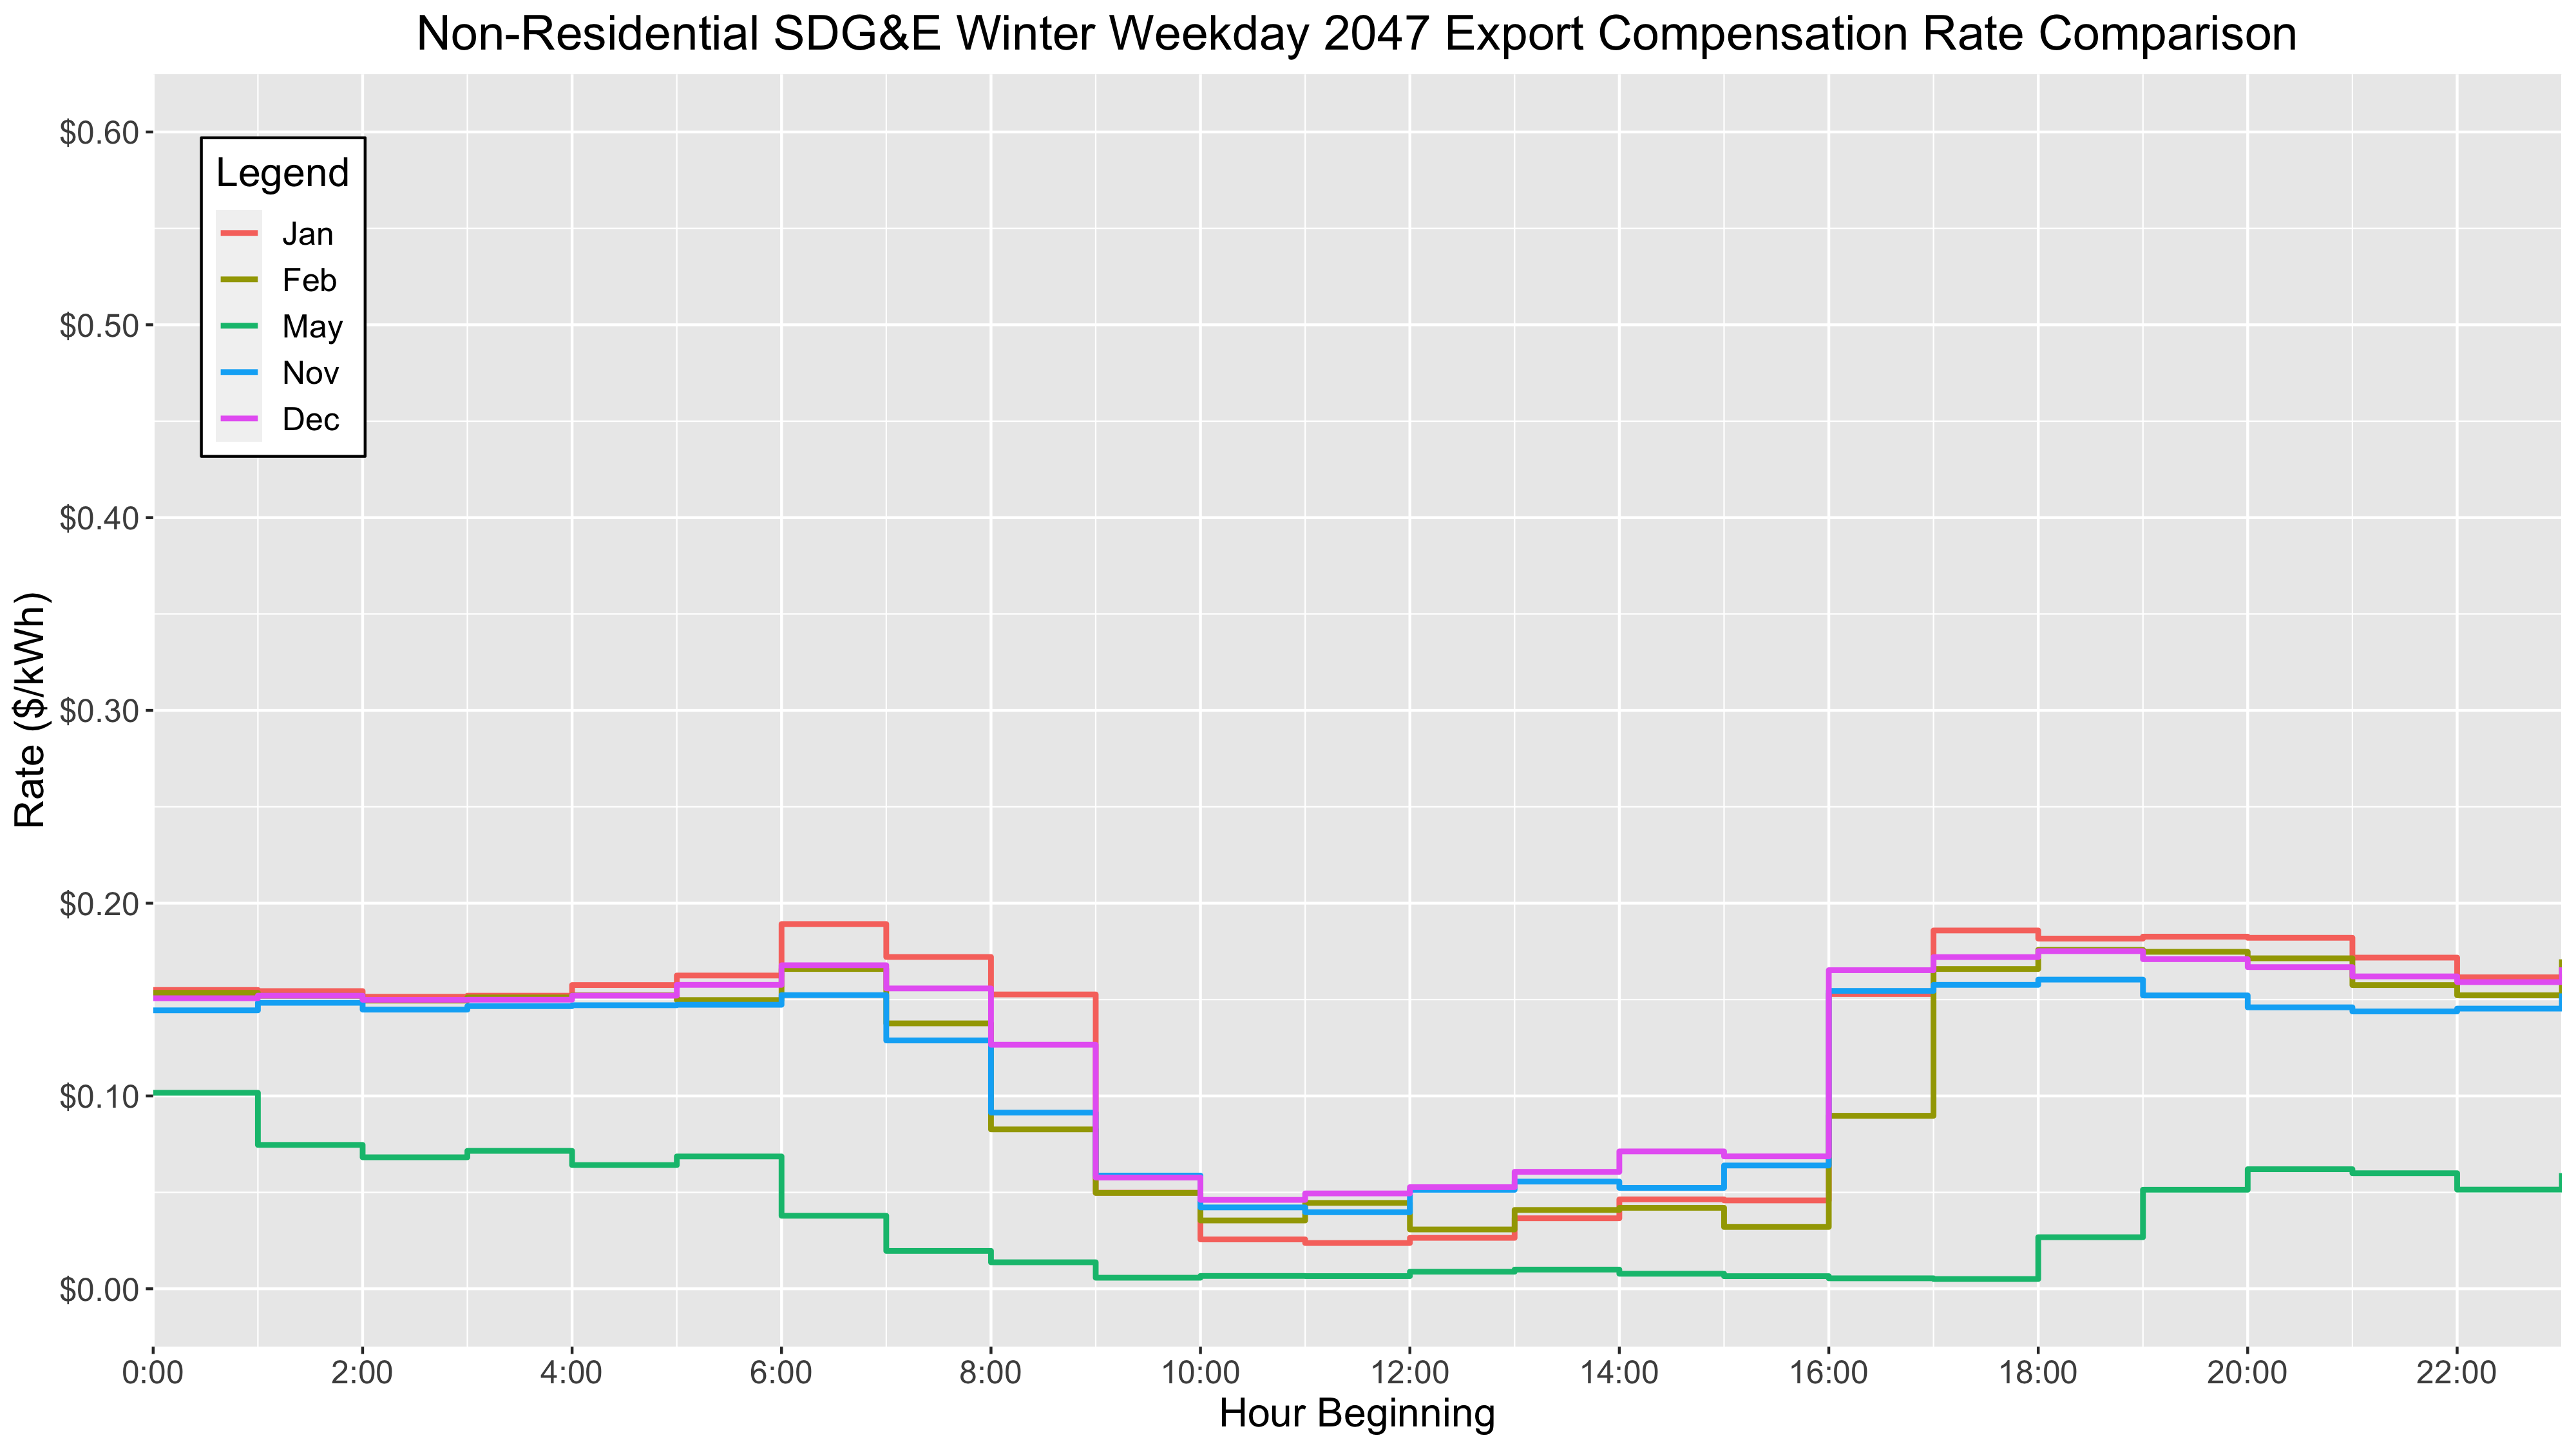 Non-Residential SDG&E Winter Weekday 2047 Export Compensation Rate Comparison
$0.60
$0.50
$0.40
$0.30
$0.20
$0.10
$0.00
Rate ($/kWh)
Legend
Jan
Feb
May
Nov
Dec
0:00 2:00 4:00 6:00 8:00 10:00 12:00 14:00 16:00 18:00 20:00 22:00
Hour Beginning